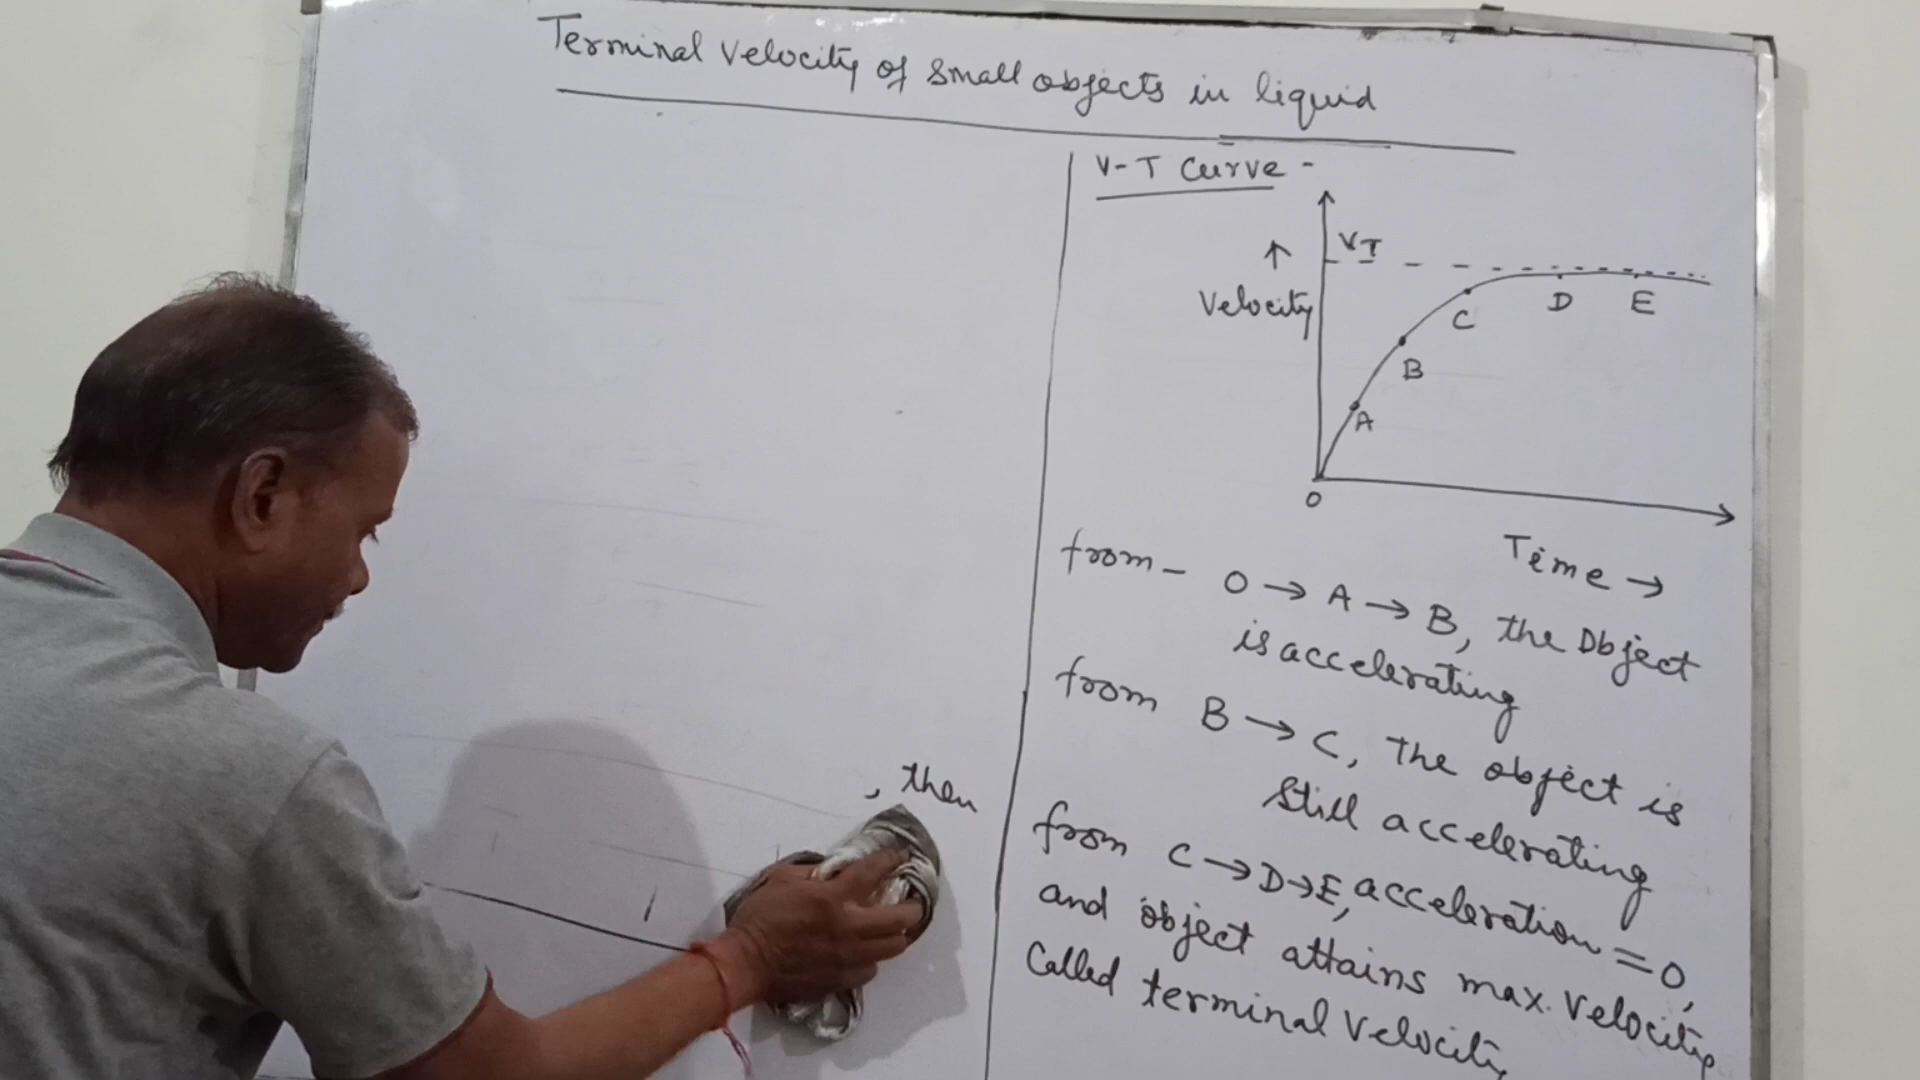 Terminal velocity of small objects in liquid
V-T Curve -
VT
↑
Velocity
A
B
C
D
E
O
Time →
from - O → A → B, the Object
is accelerating
from B → C, The object is
Still accelerating
from C → D → E, acceleration = 0,
and object attains max. velocity
Called terminal velocity
, then